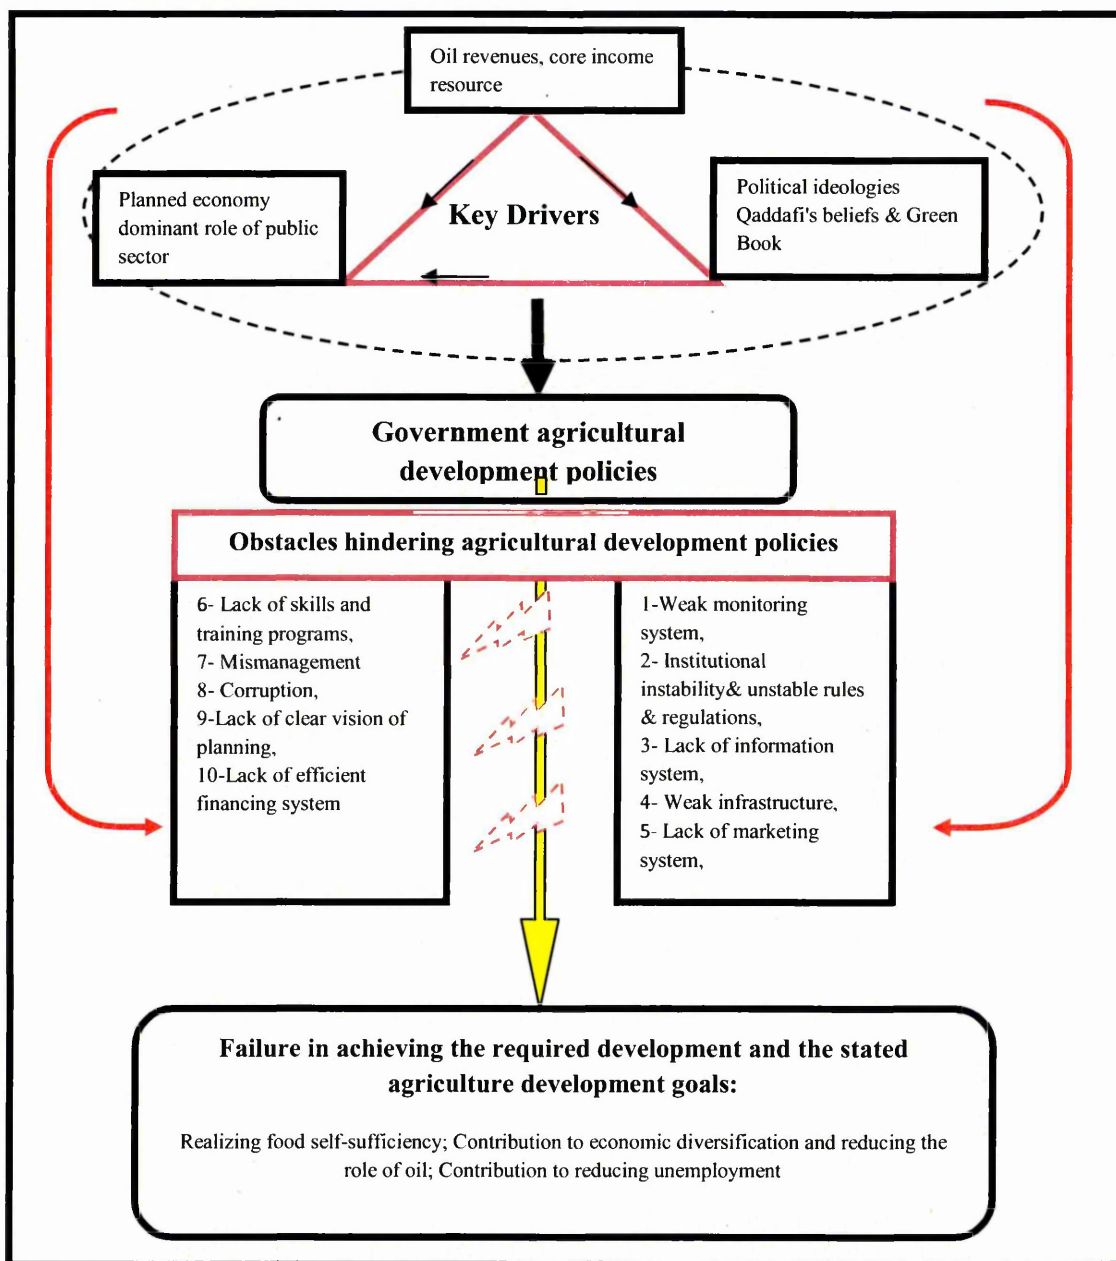 Oil revenues, core income
resource
Planned economy
dominant role of public
sector
Key Drivers
Political ideologies
Qaddafi's beliefs & Green
Book
Government agricultural
development policies
Obstacles hindering agricultural development policies
6- Lack of skills and
training programs,
7- Mismanagement
8- Corruption,
9-Lack of clear vision of
planning,
10-Lack of efficient
financing system
1-Weak monitoring
system,
2- Institutional
instability& unstable rules
& regulations,
3- Lack of information
system,
4- Weak infrastructure,
5- Lack of marketing
system,
Failure in achieving the required development and the stated
agriculture development goals:
Realizing food self-sufficiency; Contribution to economic diversification and reducing the
role of oil; Contribution to reducing unemployment